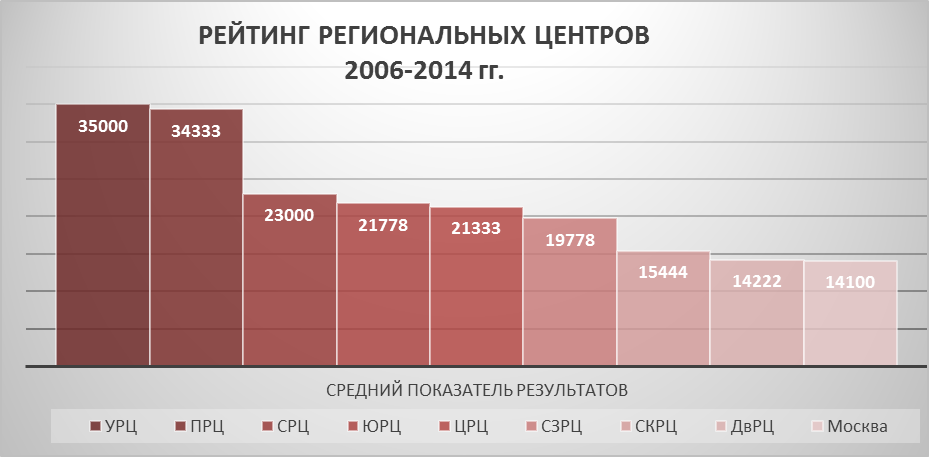 РЕЙТИНГ РЕГИОНАЛЬНЫХ ЦЕНТРОВ
2006-2014 гг.
35000
34333
23000
21778
21333
19778
15444
14222
14100
СРЕДНИЙ ПОКАЗАТЕЛЬ РЕЗУЛЬТАТОВ
УРЦ ПРЦ СРЦ ЮРЦ ЦРЦ СЗРЦ СКРЦ ДвРЦ Москва